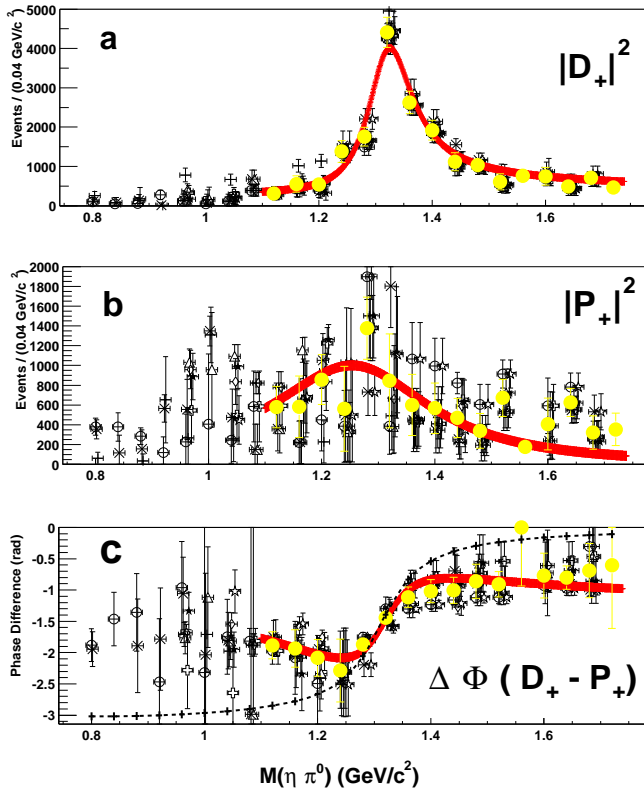 a
|D₊|²
Events / (0.04 GeV/c²)
5000
4000
3000
2000
1000
0
0.8 1 1.2 1.4 1.6
b
|P₊|²
Events / (0.04 GeV/c²)
2000
1800
1600
1400
1200
1000
800
600
400
200
0
0.8 1 1.2 1.4 1.6
c
Phase Difference (rad)
0
-0.5
-1
-1.5
-2
-2.5
-3
Δ Φ ( D₊ - P₊ )
0.8 1 1.2 1.4 1.6
M(η π⁰) (GeV/c²)